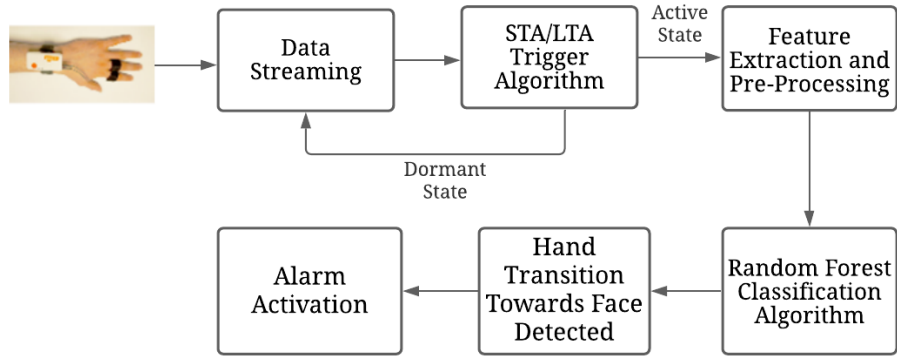 Data
Streaming
STA/LTA
Trigger
Algorithm
Active
State
Feature
Extraction and
Pre-Processing
Dormant
State
Alarm
Activation
Hand
Transition
Towards Face
Detected
Random Forest
Classification
Algorithm